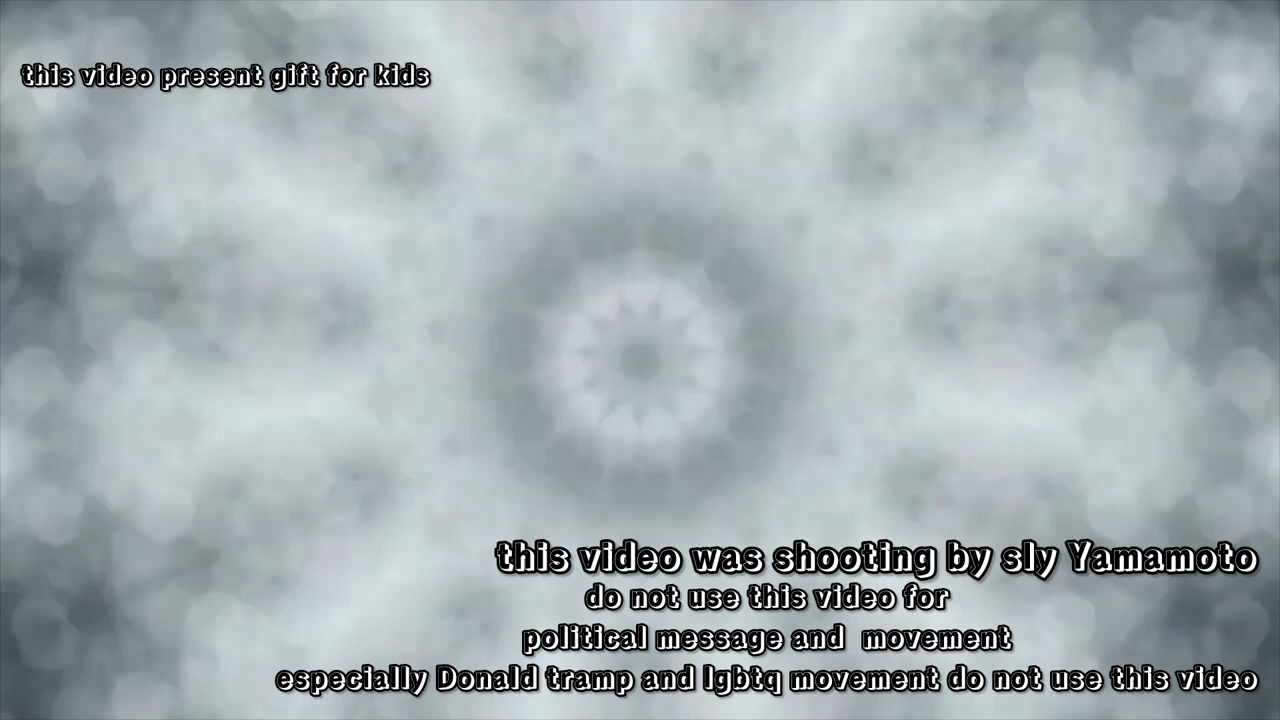 this video present gift for kids
this video was shooting by sly Yamamoto
do not use this video for
political message and movement
especially Donald tramp and lgbtq movement do not use this video